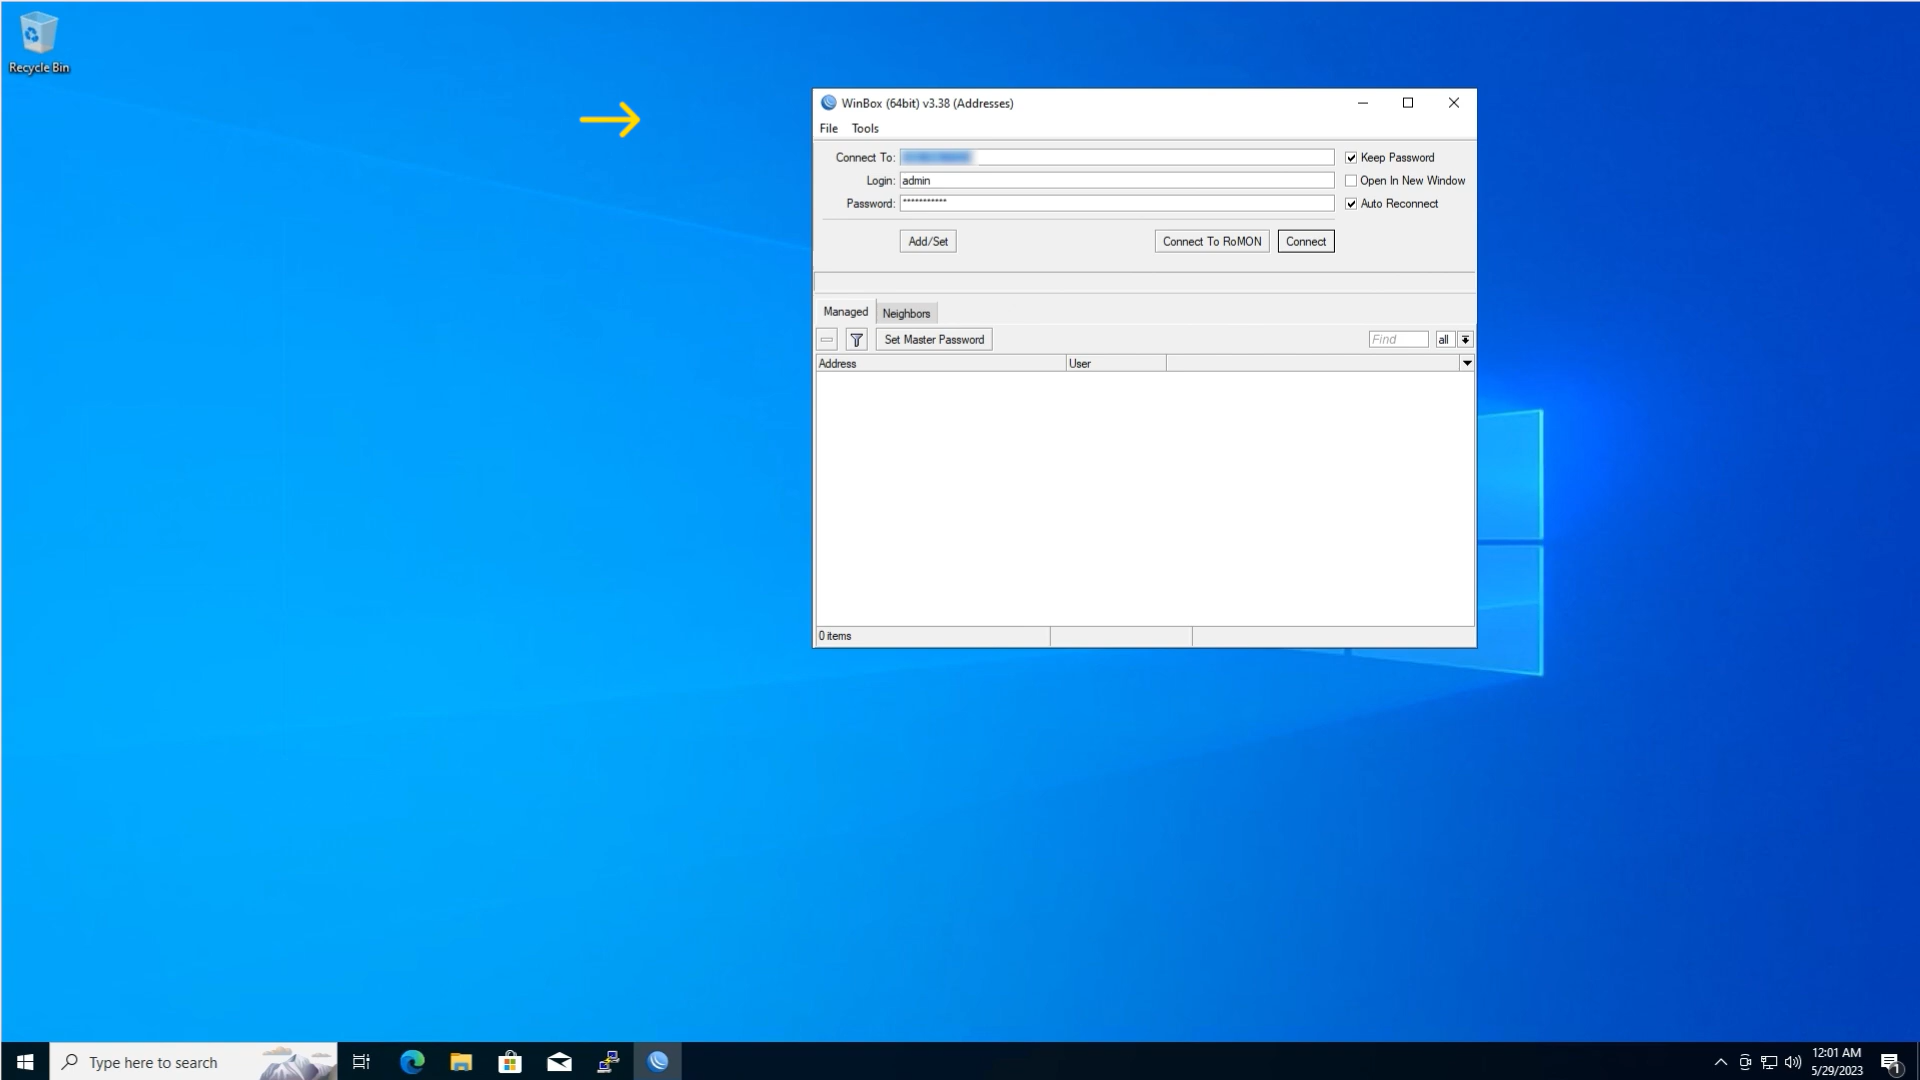 Recycle Bin
WinBox (64bit) v3.38 (Addresses)
File Tools
Connect To:
Keep Password
Login: admin
Open In New Window
Password: ***********
Auto Reconnect
Add/Set
Connect To RoMON
Connect
Managed
Neighbors
Set Master Password
Find
all
Address
User
0 items
Type here to search
12:01 AM
5/29/2023
1